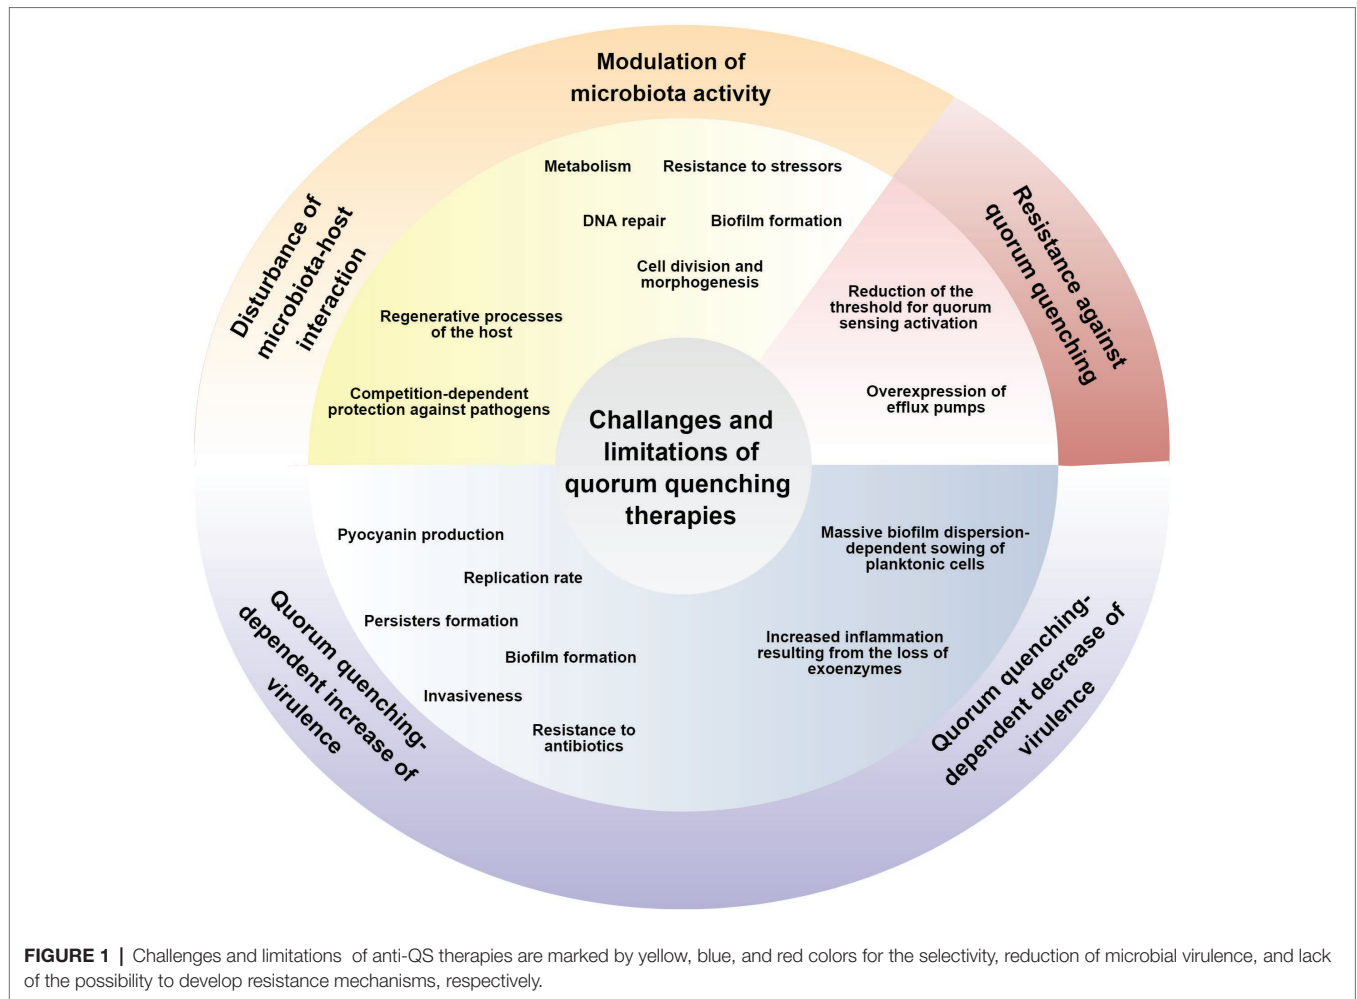 Modulation of
microbiota activity
Disturbance of
microbiota-host
interaction
Resistance against
quorum quenching
Metabolism
Resistance to stressors
DNA repair
Biofilm formation
Cell division and
morphogenesis
Regenerative processes
of the host
Competition-dependent
protection against pathogens
Reduction of the
threshold for quorum
sensing activation
Overexpression of
efflux pumps
Challanges and
limitations of
quorum quenching
therapies
Pyocyanin production
Replication rate
Persisters formation
Biofilm formation
Invasiveness
Resistance to
antibiotics
Massive biofilm dispersion-
dependent sowing of
planktonic cells
Increased inflammation
resulting from the loss of
exoenzymes
Quorum quenching-
dependent increase of
virulence
Quorum quenching-
dependent decrease of
virulence
FIGURE 1 | Challenges and limitations of anti-QS therapies are marked by yellow, blue, and red colors for the selectivity, reduction of microbial virulence, and lack
of the possibility to develop resistance mechanisms, respectively.